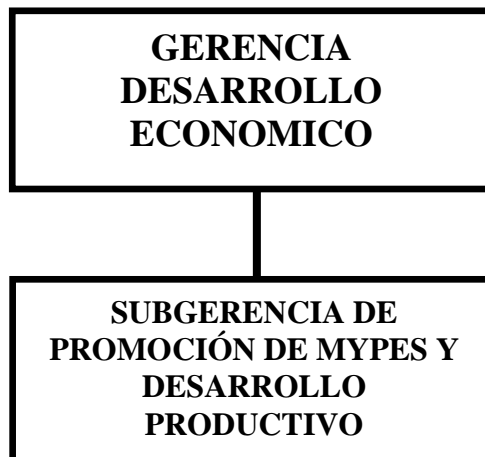 GERENCIA
DESARROLLO
ECONOMICO
SUBGERENCIA DE
PROMOCIÓN DE MYPES Y
DESARROLLO
PRODUCTIVO